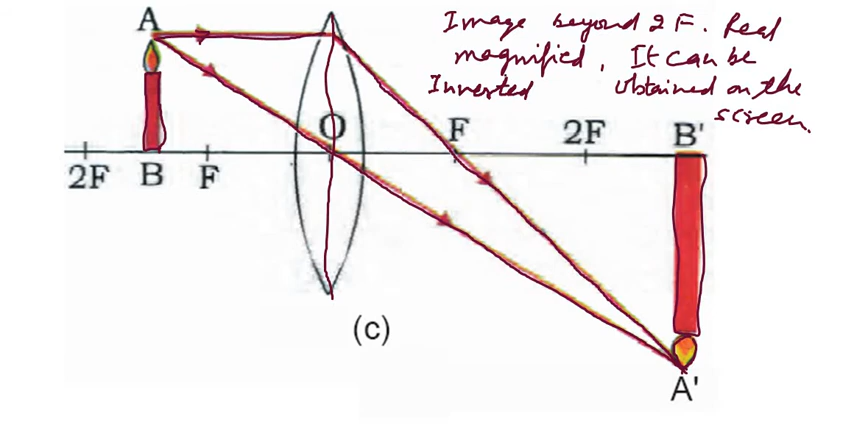 Image beyond 2F. Real
magnified, It can be
Inverted obtained on the
screen.
A
O F 2F B'
2F B F
(c)
A'